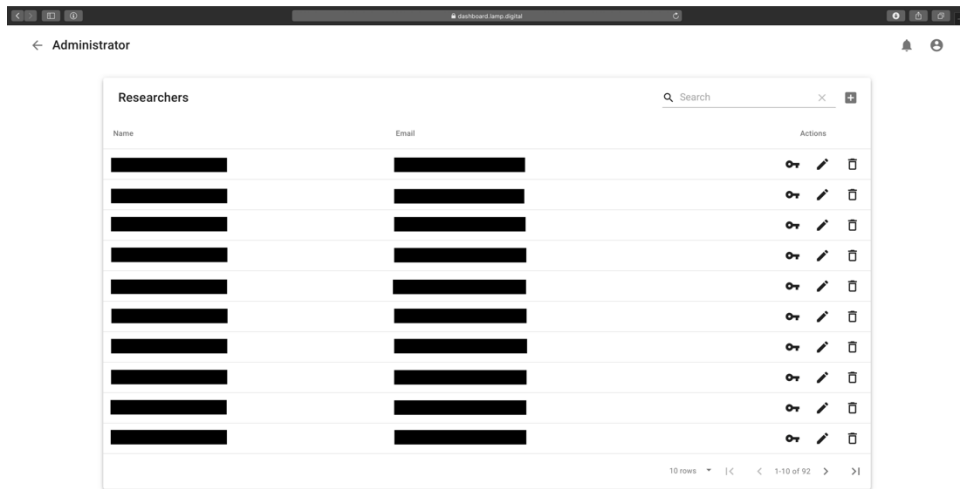 dashboard.lamp.digital
Administrator
Researchers
Search
Name Email Actions
10 rows 1-10 of 92